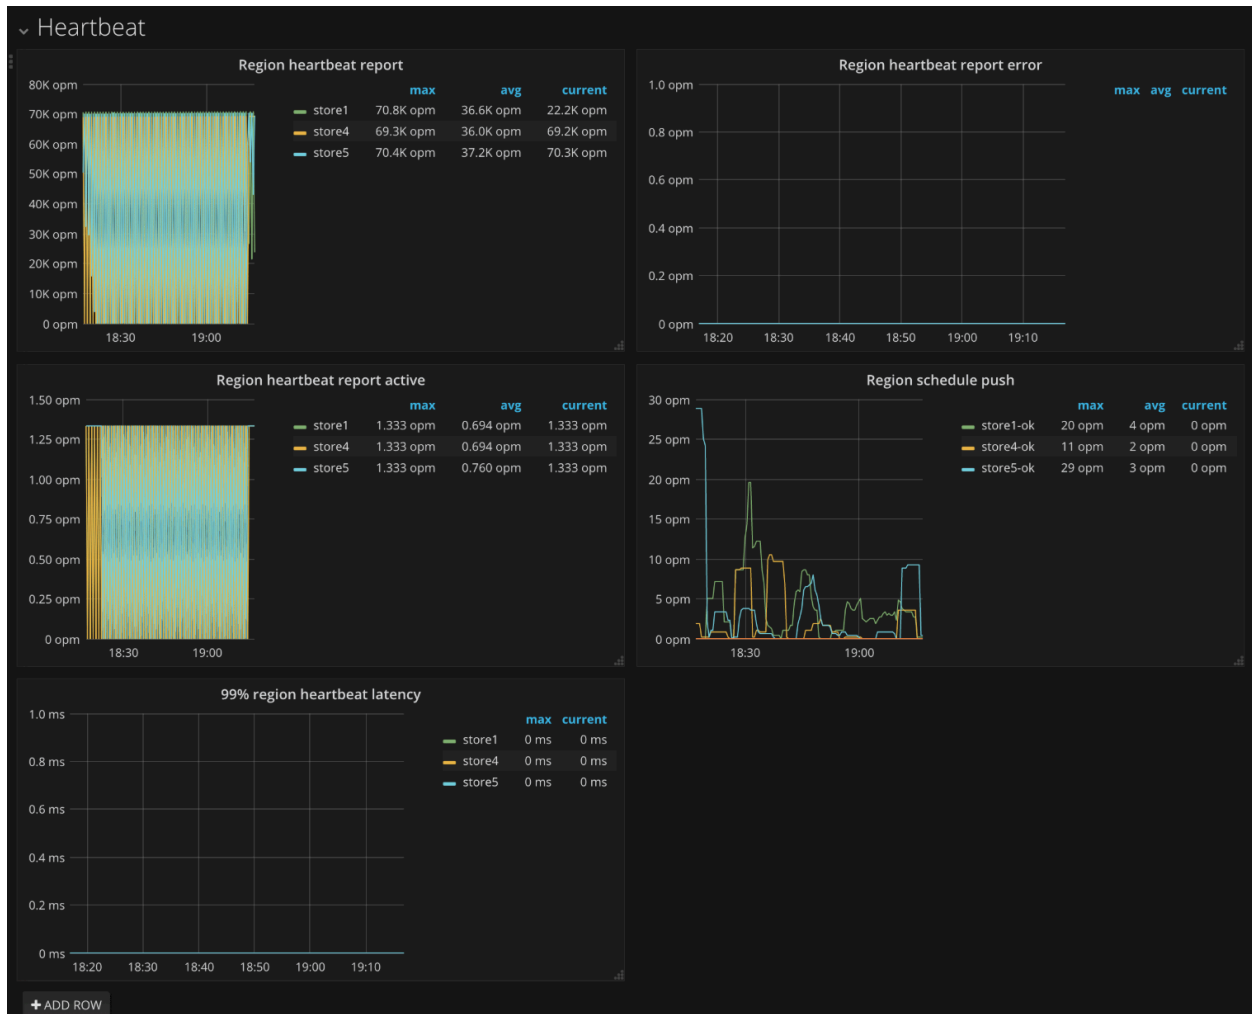 Heartbeat
Region heartbeat report
80K opm
70K opm
60K opm
50K opm
40K opm
30K opm
20K opm
10K opm
0 opm
18:30 19:00
max avg current
store1 70.8K opm 36.6K opm 22.2K opm
store4 69.3K opm 36.0K opm 69.2K opm
store5 70.4K opm 37.2K opm 70.3K opm
Region heartbeat report error
1.0 opm
0.8 opm
0.6 opm
0.4 opm
0.2 opm
0 opm
18:20 18:30 18:40 18:50 19:00 19:10
max avg current
Region heartbeat report active
1.50 opm
1.25 opm
1.00 opm
0.75 opm
0.50 opm
0.25 opm
0 opm
18:30 19:00
max avg current
store1 1.333 opm 0.694 opm 1.333 opm
store4 1.333 opm 0.694 opm 1.333 opm
store5 1.333 opm 0.760 opm 1.333 opm
Region schedule push
30 opm
25 opm
20 opm
15 opm
10 opm
5 opm
0 opm
18:30 19:00
max avg current
store1-ok 20 opm 4 opm 0 opm
store4-ok 11 opm 2 opm 0 opm
store5-ok 29 opm 3 opm 0 opm
99% region heartbeat latency
1.0 ms
0.8 ms
0.6 ms
0.4 ms
0.2 ms
0 ms
18:20 18:30 18:40 18:50 19:00 19:10
max current
store1 0 ms 0 ms
store4 0 ms 0 ms
store5 0 ms 0 ms
+ ADD ROW